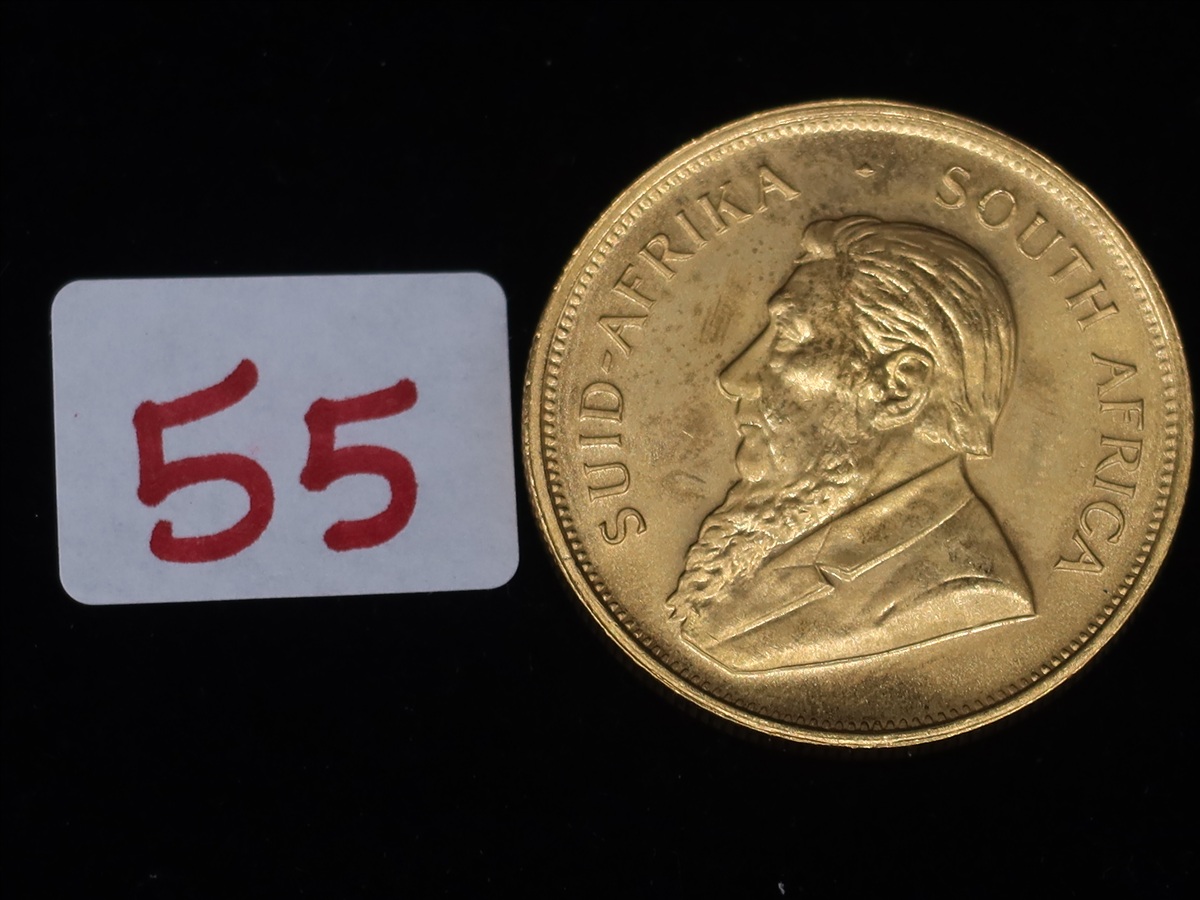 55
SUID-AFRIKA · SOUTH AFRICA